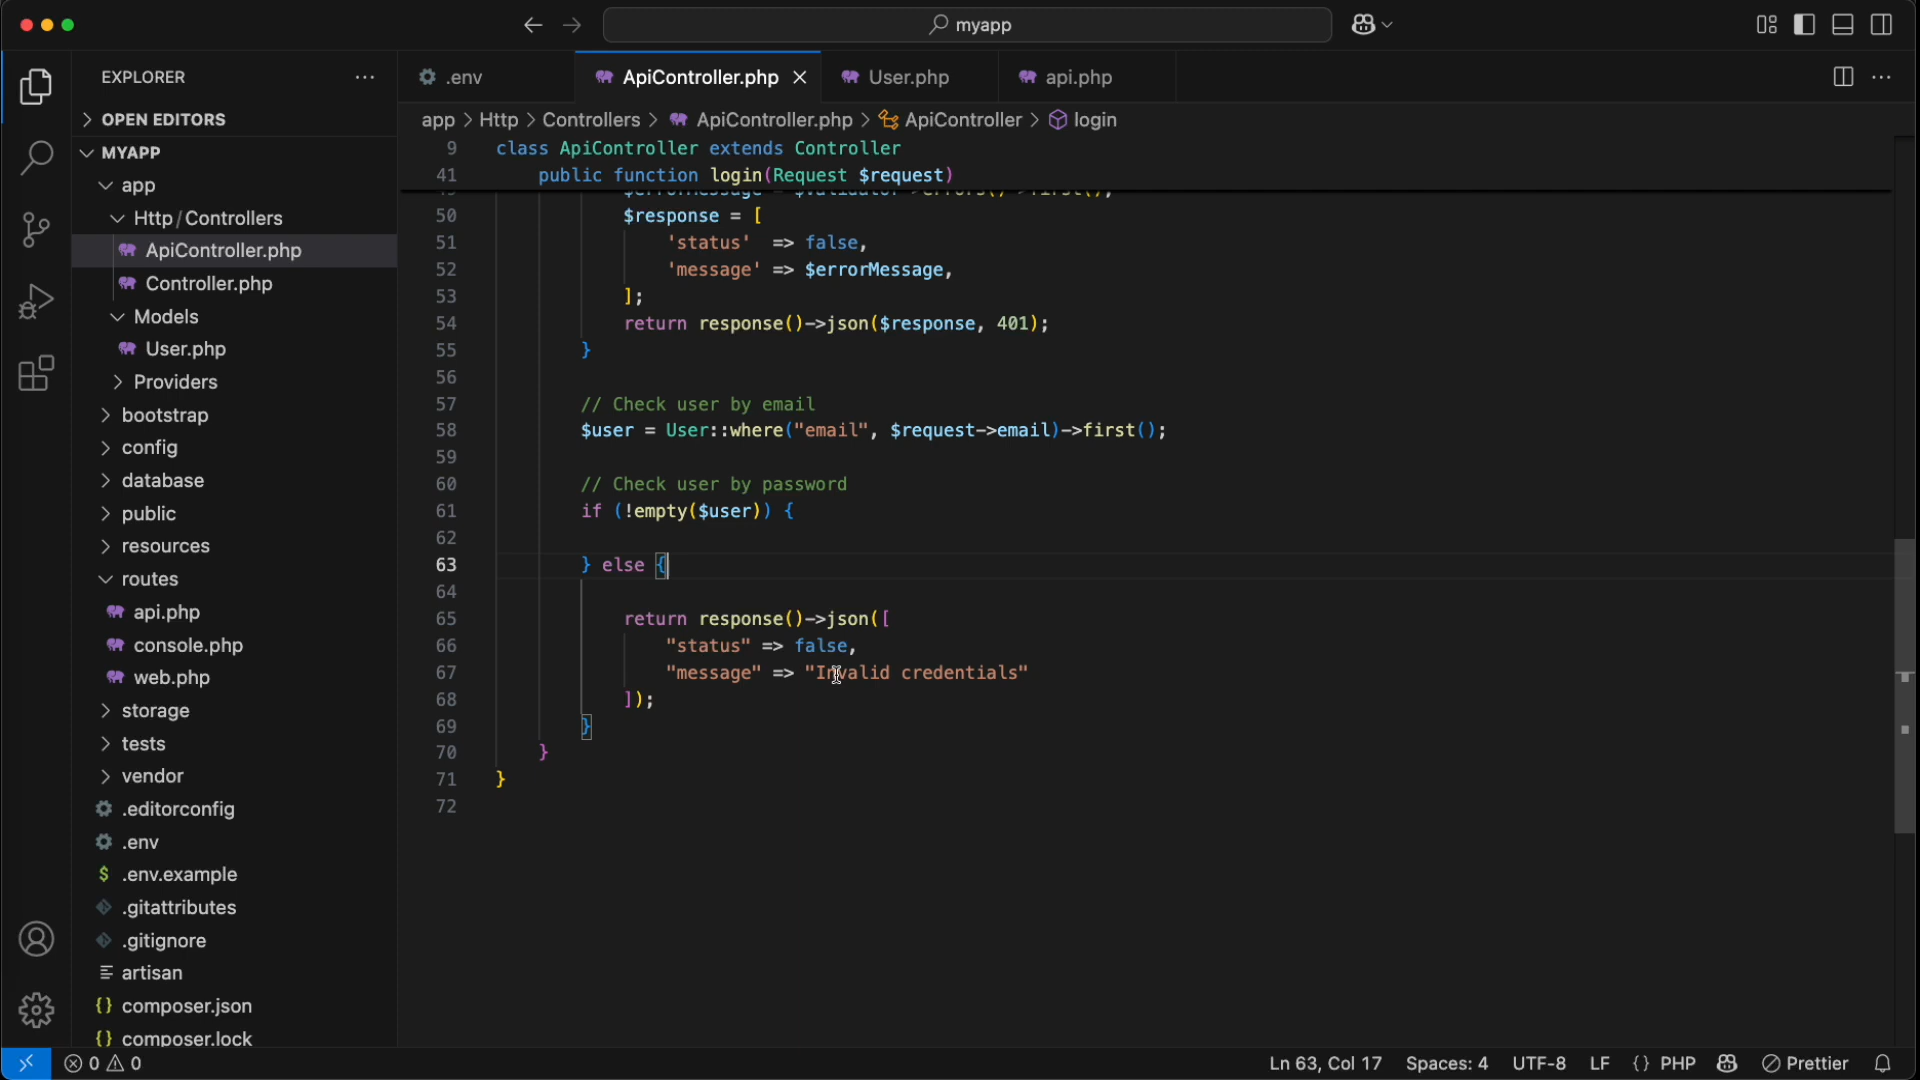 myapp
EXPLORER
OPEN EDITORS
MYAPP
app
Http / Controllers
ApiController.php
Controller.php
Models
User.php
Providers
bootstrap
config
database
public
resources
routes
api.php
console.php
web.php
storage
tests
vendor
.editorconfig
.env
.env.example
.gitattributes
.gitignore
artisan
composer.json
composer.lock
.env
ApiController.php
User.php
api.php
app > Http > Controllers > ApiController.php > ApiController > login
9 class ApiController extends Controller
41 public function login(Request $request)
50 $response = [
51 'status' => false,
52 'message' => $errorMessage,
53 ];
54 return response()->json($response, 401);
55 }
56
57 // Check user by email
58 $user = User::where("email", $request->email)->first();
59
60 // Check user by password
61 if (!empty($user)) {
62
63 } else {
64
65 return response()->json([
66 "status" => false,
67 "message" => "Invalid credentials"
68 ]);
69 }
70 }
71 }
72
0 0
Ln 63, Col 17 Spaces: 4 UTF-8 LF {} PHP Prettier